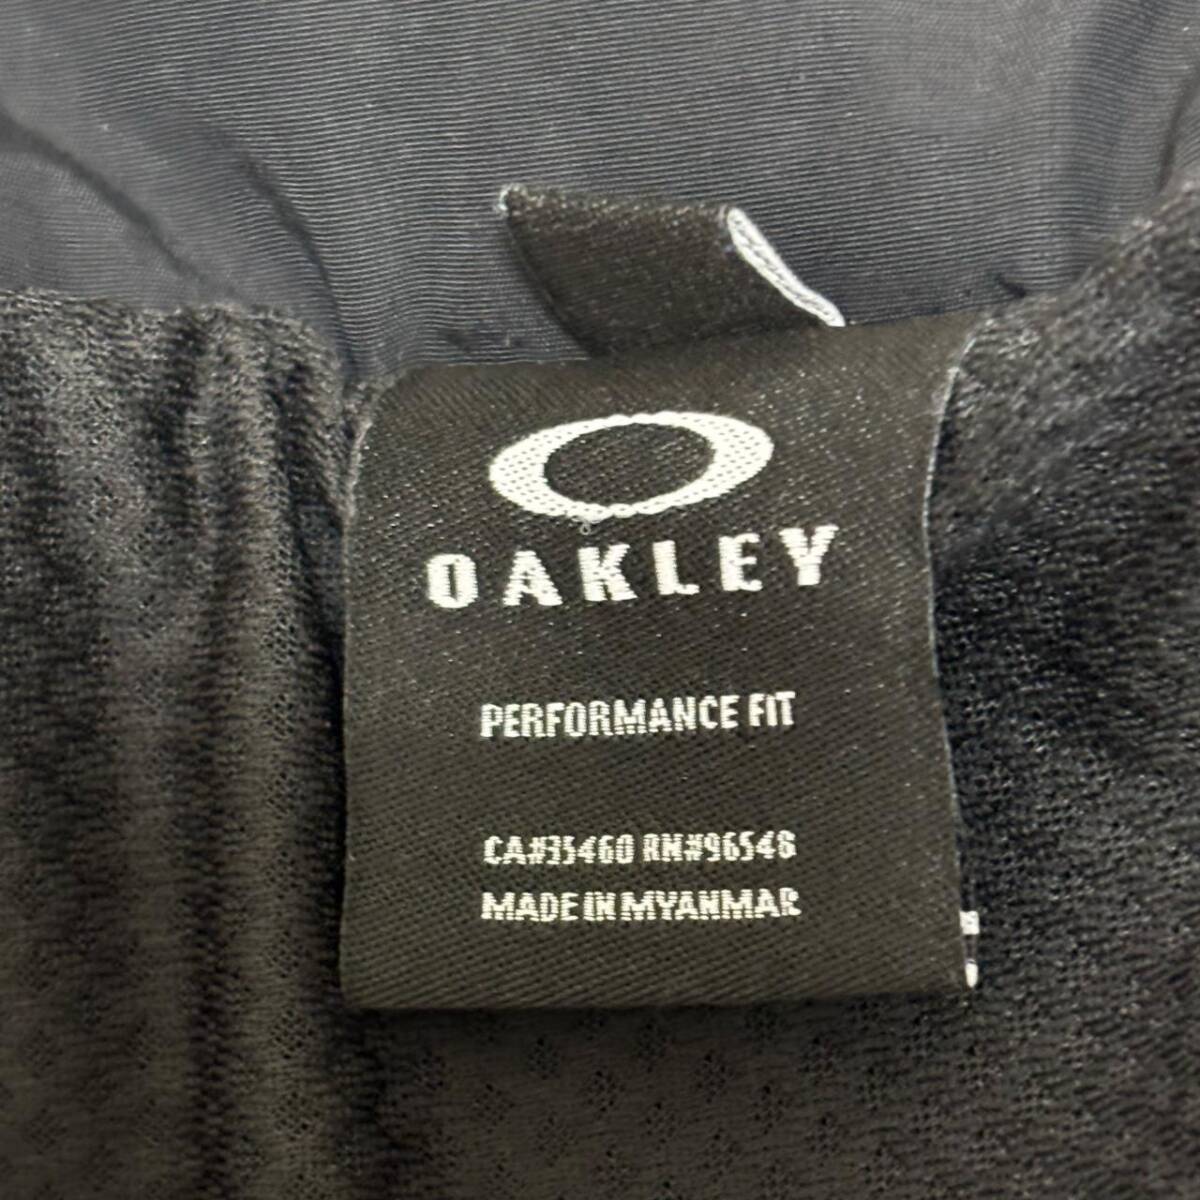 OAKLEY
PERFORMANCE FIT
CA#35460 RN#96548
MADE IN MYANMAR